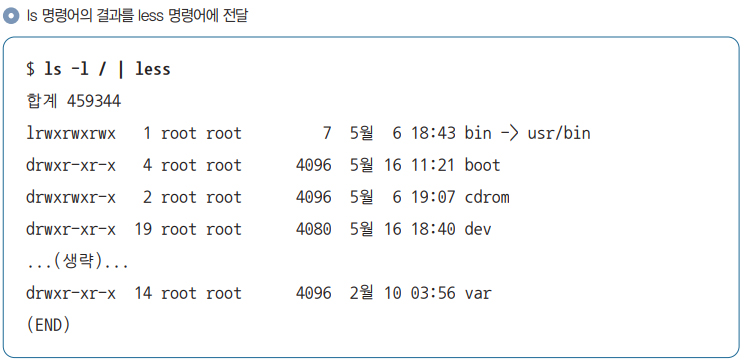 ls 명령어의 결과를 less 명령어에 전달
$ ls -l / | less
합계 459344
lrwxrwxrwx   1 root root         7  5월  6 18:43 bin -> usr/bin
drwxr-xr-x   4 root root      4096  5월 16 11:21 boot
drwxrwxr-x   2 root root      4096  5월  6 19:07 cdrom
drwxr-xr-x  19 root root      4080  5월 16 18:40 dev
...(생략)...
drwxr-xr-x  14 root root      4096  2월 10 03:56 var
(END)